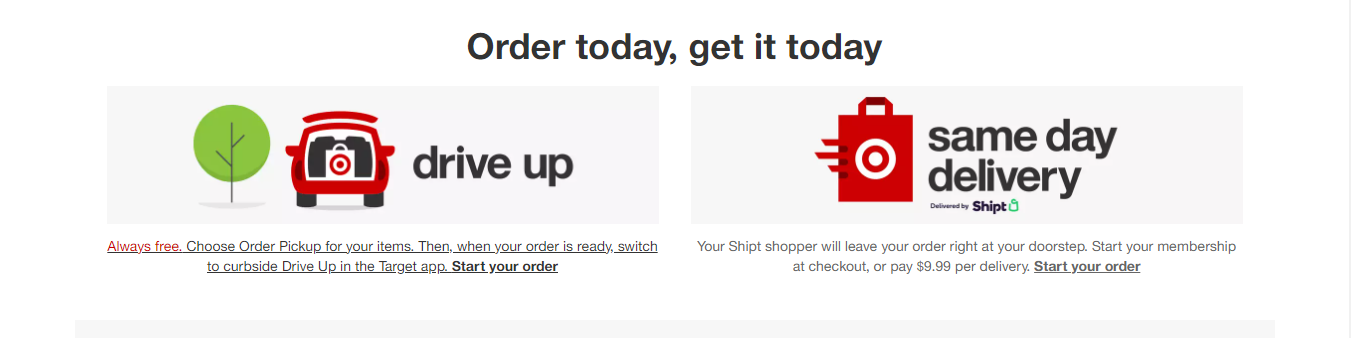 Order today, get it today
drive up
same day
delivery
Delivered by Shipt
Always free. Choose Order Pickup for your items. Then, when your order is ready, switch
to curbside Drive Up in the Target app. Start your order
Your Shipt shopper will leave your order right at your doorstep. Start your membership
at checkout, or pay $9.99 per delivery. Start your order